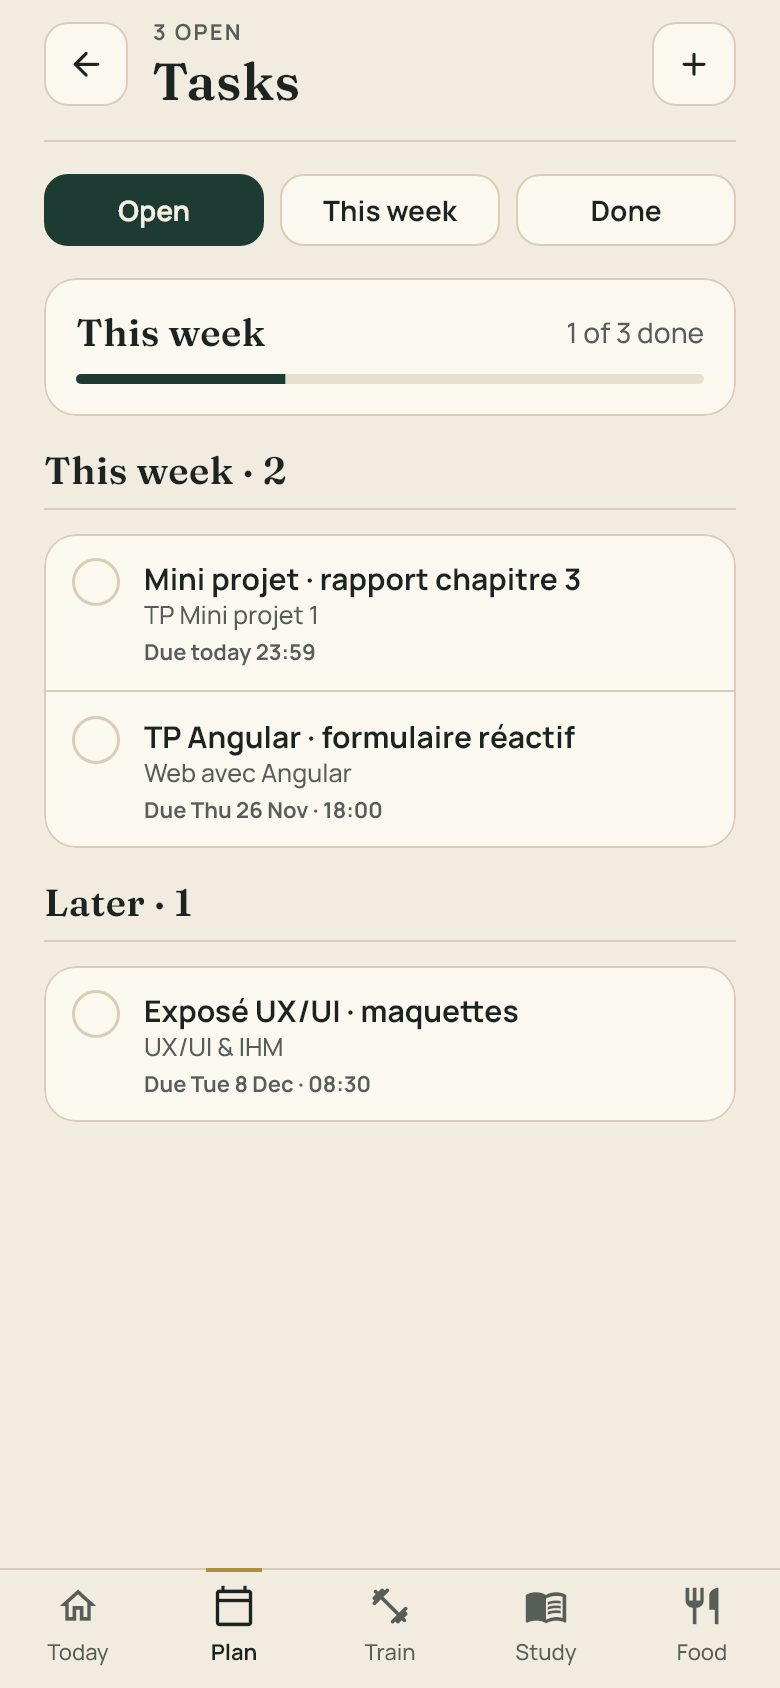 3 OPEN
Tasks
Open
This week
Done
This week
1 of 3 done
This week · 2
Mini projet · rapport chapitre 3
TP Mini projet 1
Due today 23:59
TP Angular · formulaire réactif
Web avec Angular
Due Thu 26 Nov · 18:00
Later · 1
Exposé UX/UI · maquettes
UX/UI & IHM
Due Tue 8 Dec · 08:30
Today
Plan
Train
Study
Food